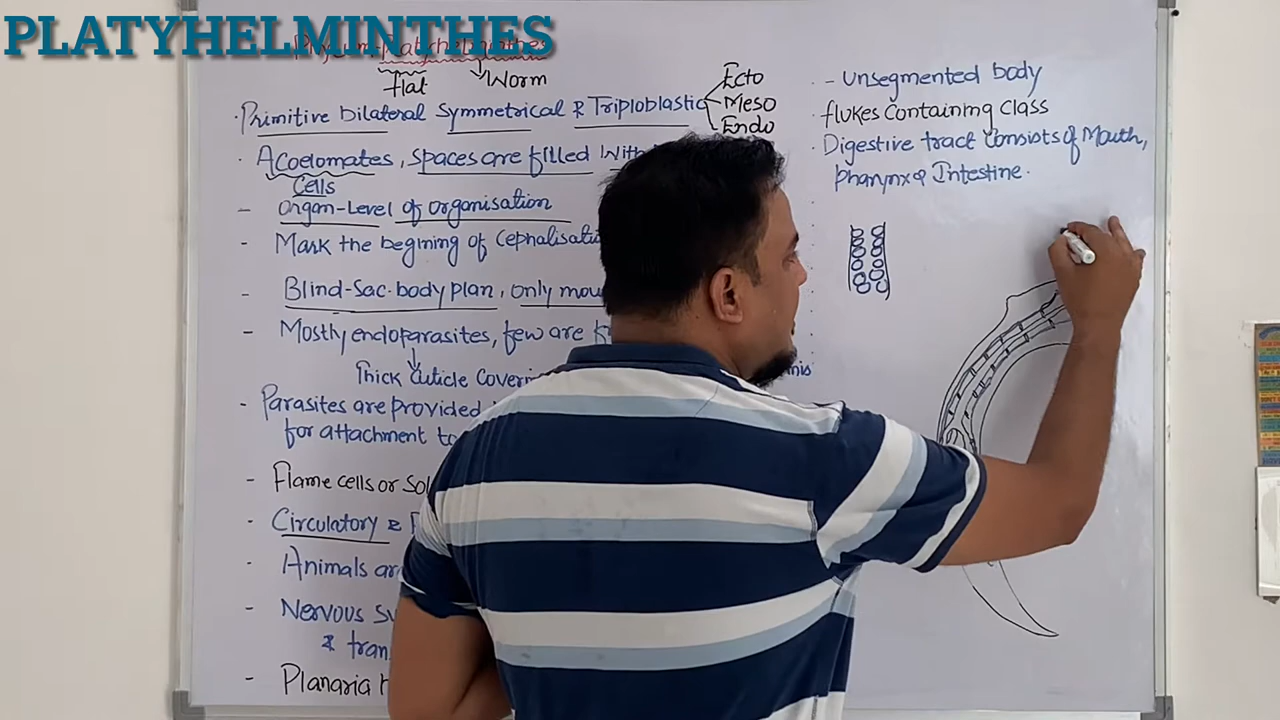 PLATYHELMINTHES
Phylum-Platyhelminthes
flat Worm
Ecto
Primitive bilateral Symmetrical & Triploblastic Meso
Endo
Acoelomates, Spaces are filled With
Cells
- Organ-Level of organisation
- Mark the begining of Cephalisati
- Blind-Sac-body plan, only mou
- Mostly endoparasites, few are f
Thick Cuticle Coveri
- Parasites are provided
for attachment to
- Flame cells or Sol
- Circulatory &
- Animals ar
- Nervous Sy
& tran
- Planaria h
- Unsegmented body
flukes Containing Class
Digestive tract Consists of Mouth,
pharynx & Intestine.